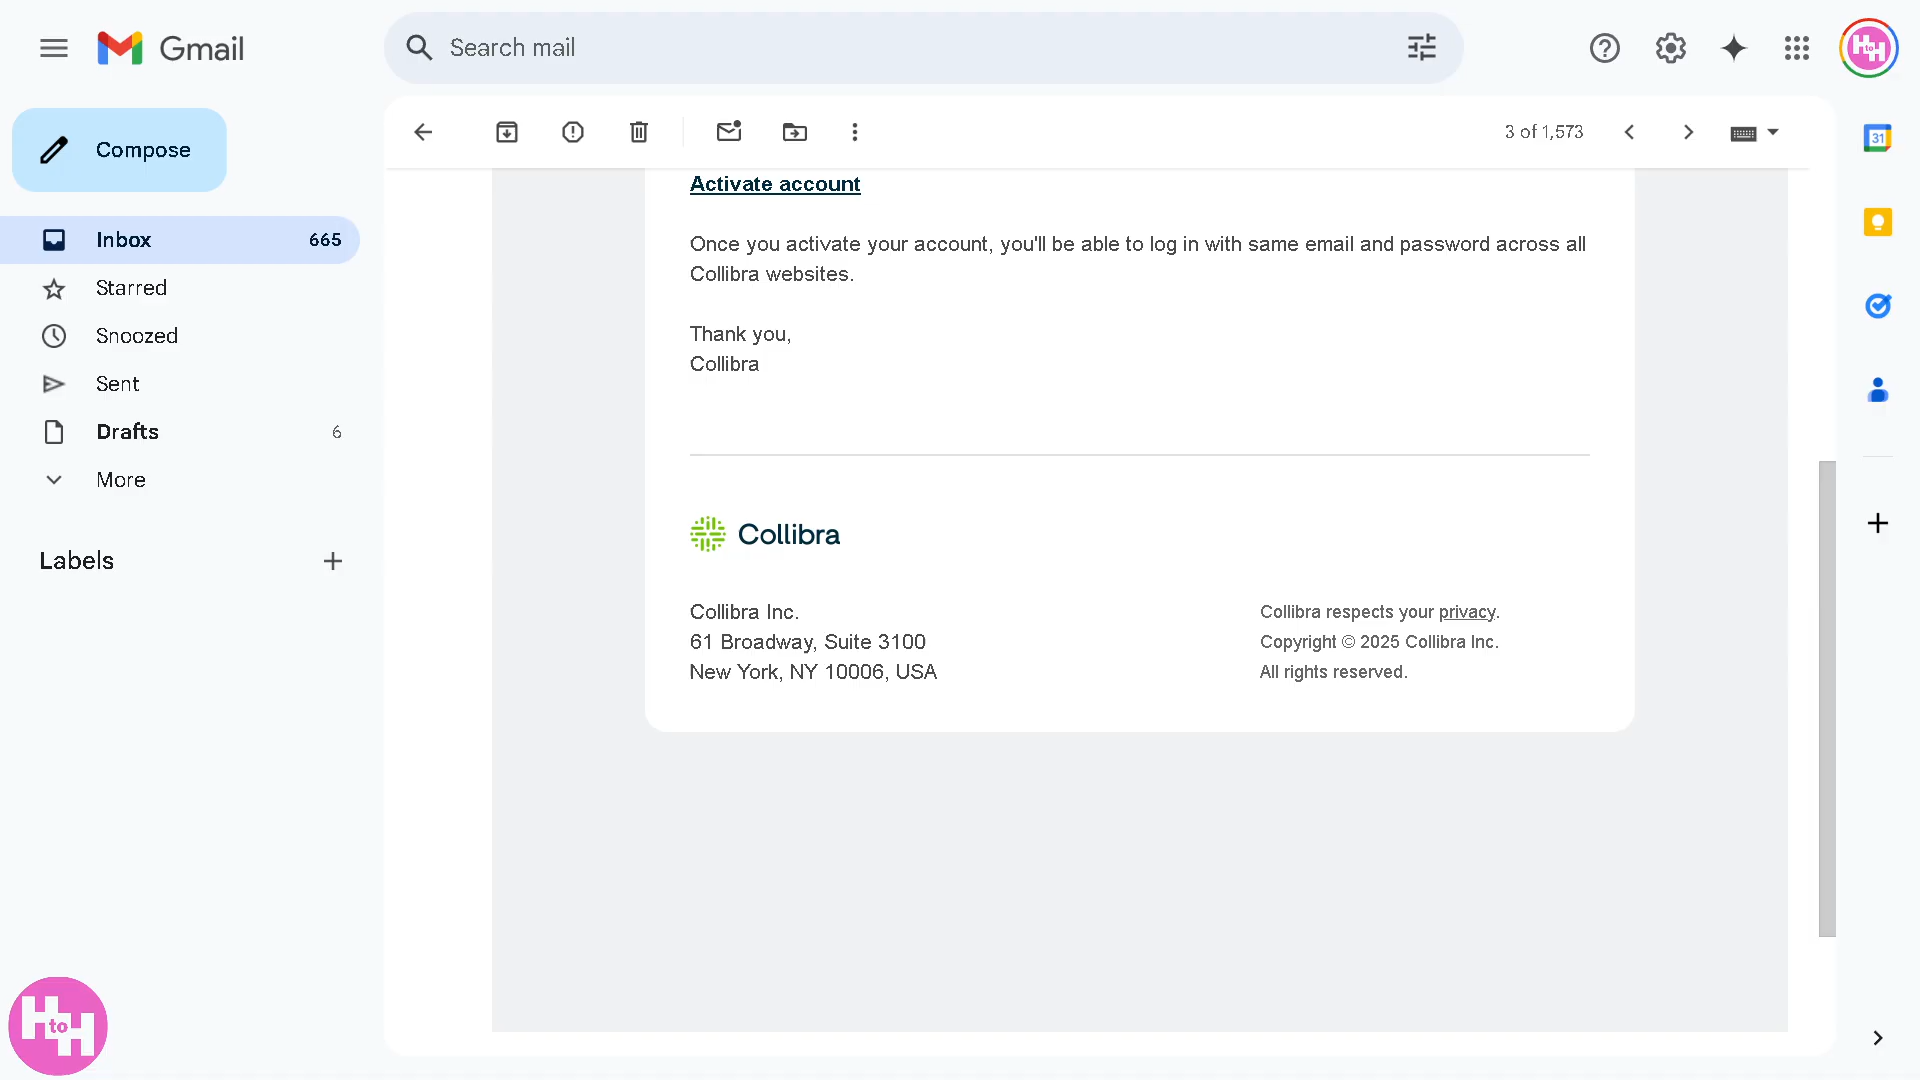 Gmail
Search mail
Compose
3 of 1,573
31
Inbox 665
Starred
Snoozed
Sent
Drafts 6
More
Labels
Activate account
Once you activate your account, you'll be able to log in with same email and password across all
Collibra websites.
Thank you,
Collibra
Collibra
Collibra Inc.
61 Broadway, Suite 3100
New York, NY 10006, USA
Collibra respects your privacy.
Copyright © 2025 Collibra Inc.
All rights reserved.
H to H
H to H